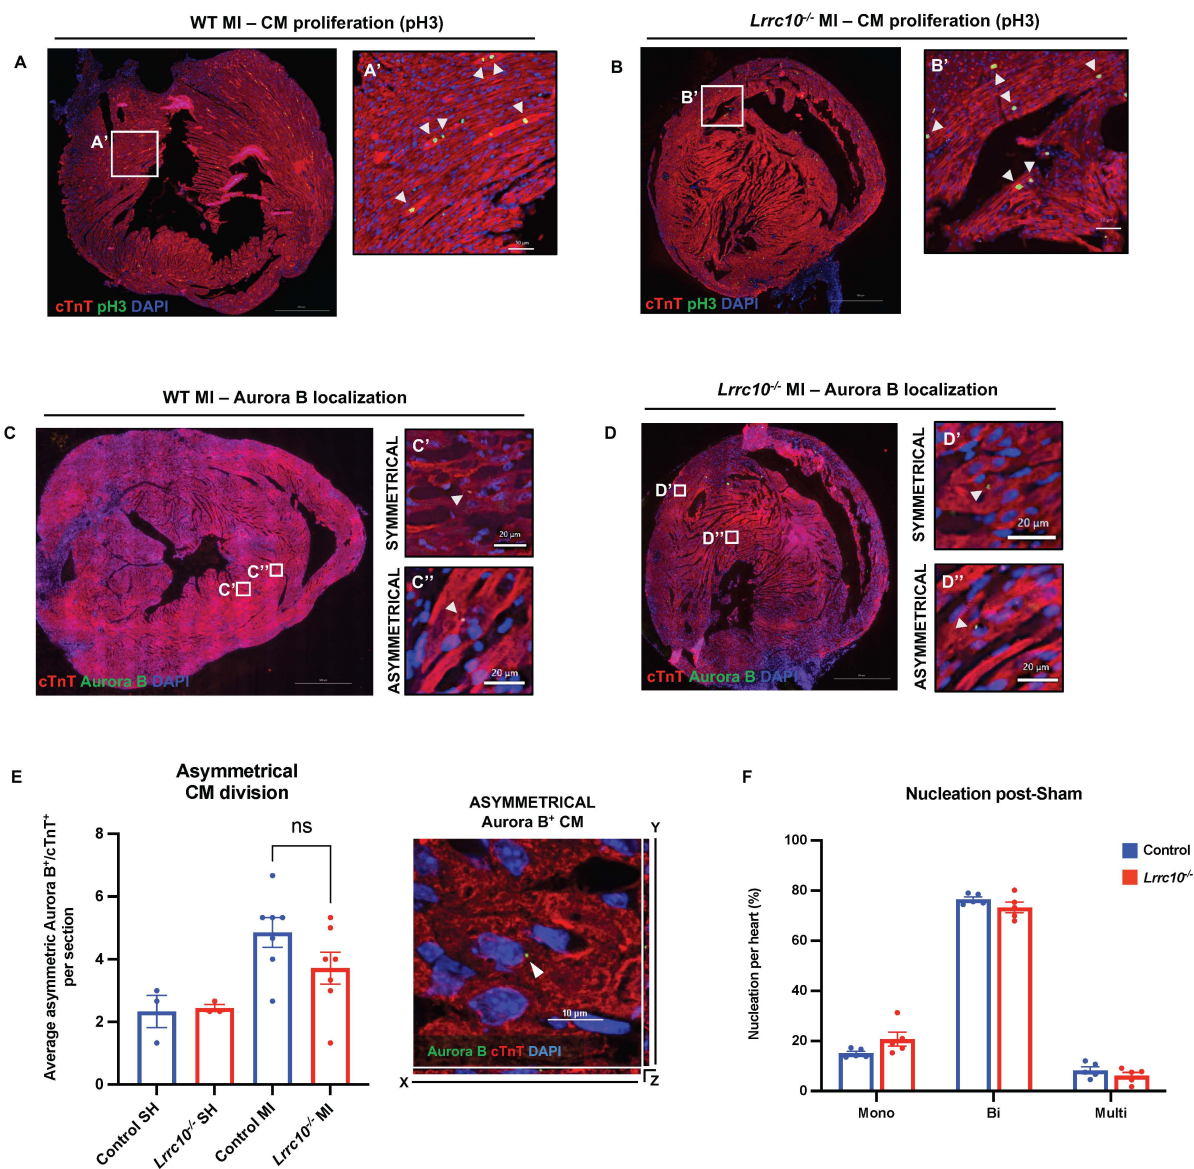 WT MI – CM proliferation (pH3)
Lrrc10-/- MI – CM proliferation (pH3)
A
A’
A’
cTnT pH3 DAPI
B
B’
B’
cTnT pH3 DAPI
WT MI – Aurora B localization
Lrrc10-/- MI – Aurora B localization
C
C’
C’’
cTnT Aurora B DAPI
SYMMETRICAL
C’
20 µm
ASYMMETRICAL
C’’
20 µm
D
D’
D’’
cTnT Aurora B DAPI
SYMMETRICAL
D’
20 µm
ASYMMETRICAL
D’’
20 µm
E
Asymmetrical
CM division
Average asymmetric Aurora B+/cTnT+
per section
8
6
4
2
0
ns
Control SH
Lrrc10-/- SH
Control MI
Lrrc10-/- MI
ASYMMETRICAL
Aurora B+ CM
Y
10 µm
Aurora B cTnT DAPI
X
Z
F
Nucleation post-Sham
Nucleation per heart (%)
100
80
60
40
20
0
Control
Lrrc10-/-
Mono
Bi
Multi